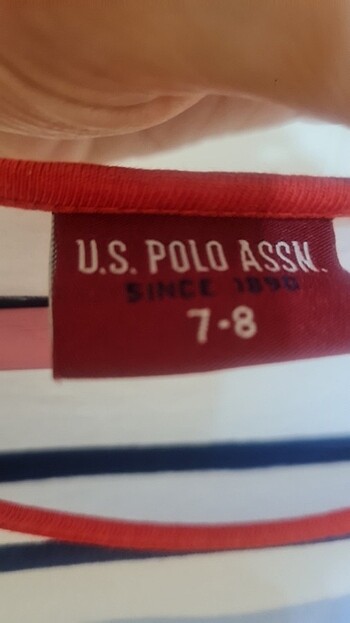 U.S. POLO ASSN.
SINCE 1890
7-8